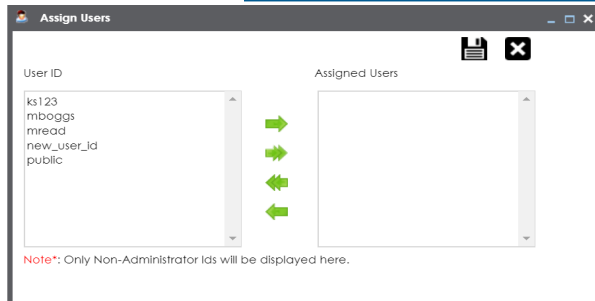 Assign Users
User ID
Assigned Users
ks123
mboggs
mread
new_user_id
public
Note*: Only Non-Administrator Ids will be displayed here.